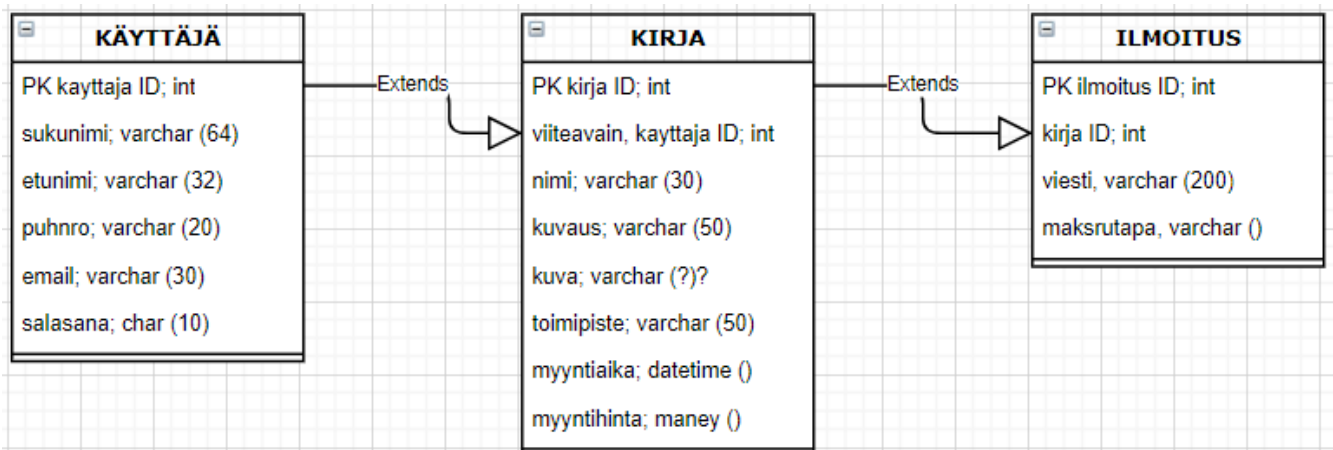 KÄYTTÄJÄ
PK kayttaja ID; int
sukunimi; varchar (64)
etunimi; varchar (32)
puhnro; varchar (20)
email; varchar (30)
salasana; char (10)
Extends
KIRJA
PK kirja ID; int
viiteavain, kayttaja ID; int
nimi; varchar (30)
kuvaus; varchar (50)
kuva; varchar (?)?
toimipiste; varchar (50)
myyntiaika; datetime ()
myyntihinta; maney ()
Extends
ILMOITUS
PK ilmoitus ID; int
kirja ID; int
viesti, varchar (200)
maksrutapa, varchar ()